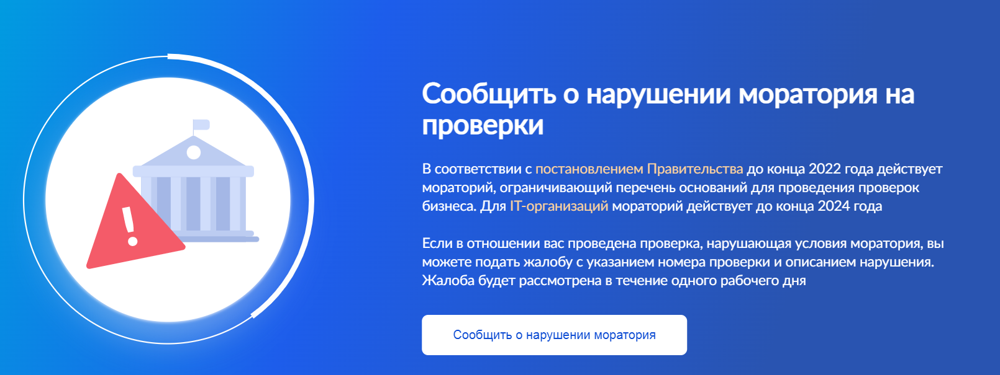 Сообщить о нарушении моратория на
проверки
В соответствии с постановлением Правительства до конца 2022 года действует
мораторий, ограничивающий перечень оснований для проведения проверок
бизнеса. Для IT-организаций мораторий действует до конца 2024 года
Если в отношении вас проведена проверка, нарушающая условия моратория, вы
можете подать жалобу с указанием номера проверки и описанием нарушения.
Жалоба будет рассмотрена в течение одного рабочего дня
Сообщить о нарушении моратория